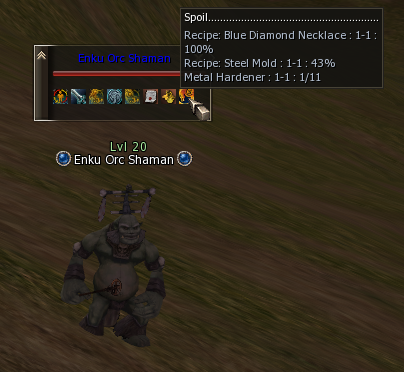 Spoil............................................................
Recipe: Blue Diamond Necklace : 1-1 :
100%
Recipe: Steel Mold : 1-1 : 43%
Metal Hardener : 1-1 : 1/11
Enku Orc Shaman
Lvl 20
Enku Orc Shaman